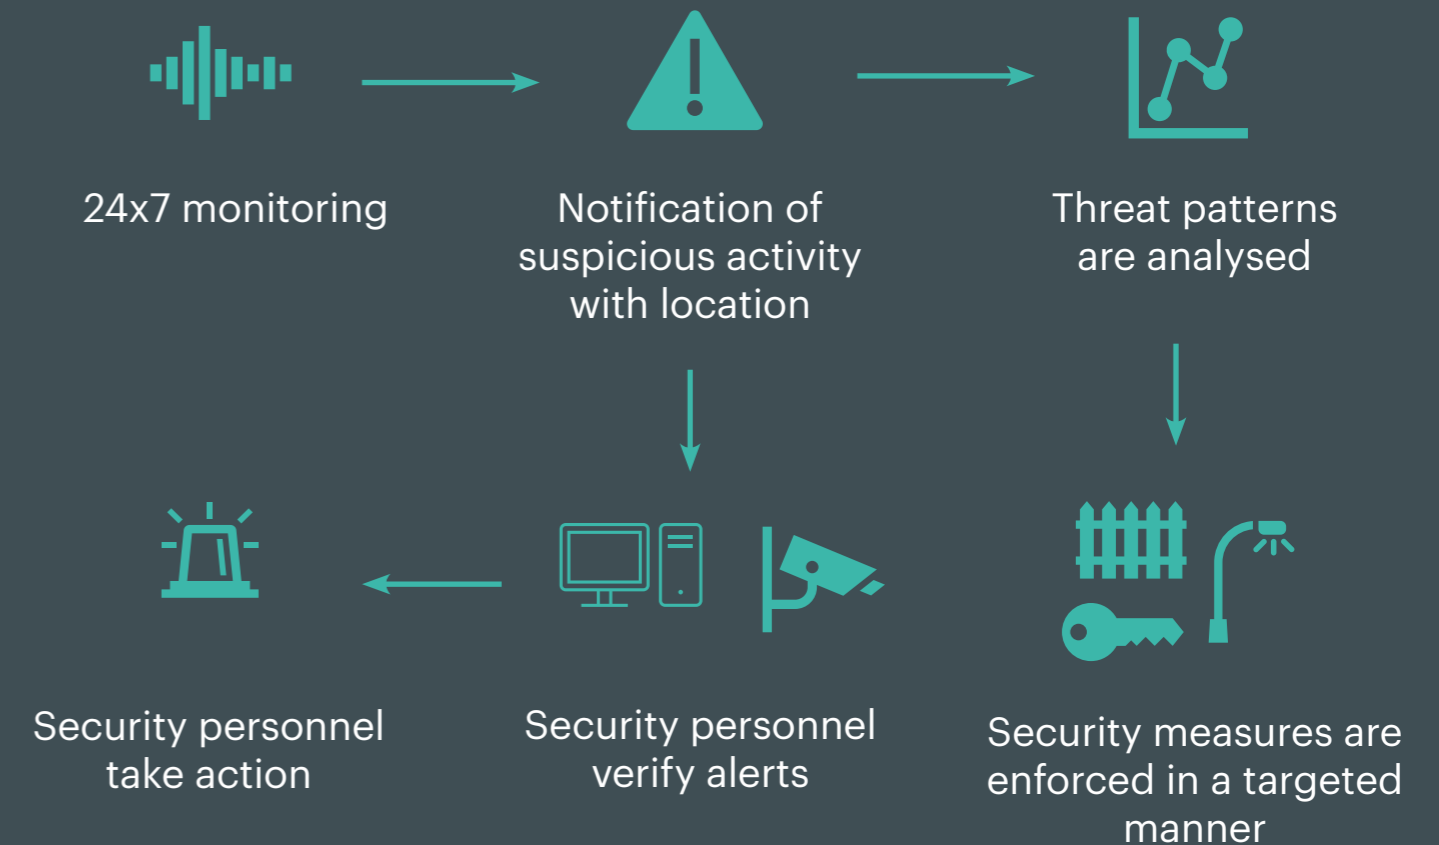 24x7 monitoring
Notification of
suspicious activity
with location
Threat patterns
are analysed
Security personnel
take action
Security personnel
verify alerts
Security measures are
enforced in a targeted
manner